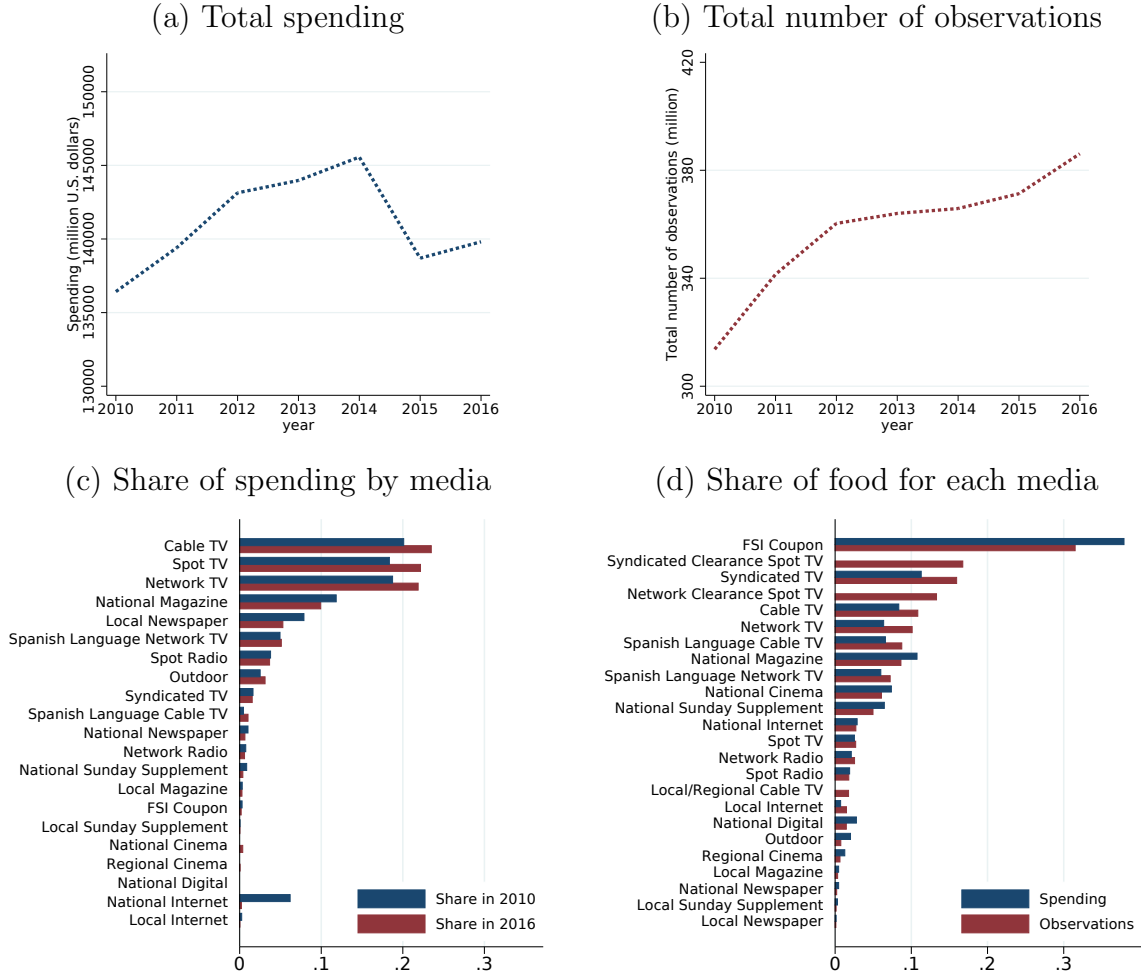 (a) Total spending
Spending (million U.S. dollars)
150000
145000
140000
135000
130000
2010 2011 2012 2013 2014 2015 2016
year
(b) Total number of observations
Total number of observations (million)
420
380
340
300
2010 2011 2012 2013 2014 2015 2016
year
(c) Share of spending by media
Cable TV
Spot TV
Network TV
National Magazine
Local Newspaper
Spanish Language Network TV
Spot Radio
Outdoor
Syndicated TV
Spanish Language Cable TV
National Newspaper
Network Radio
National Sunday Supplement
Local Magazine
FSI Coupon
Local Sunday Supplement
National Cinema
Regional Cinema
National Digital
National Internet
Local Internet
Share in 2010
Share in 2016
0 .1 .2 .3
(d) Share of food for each media
FSI Coupon
Syndicated Clearance Spot TV
Syndicated TV
Network Clearance Spot TV
Cable TV
Network TV
Spanish Language Cable TV
National Magazine
Spanish Language Network TV
National Cinema
National Sunday Supplement
National Internet
Spot TV
Network Radio
Spot Radio
Local/Regional Cable TV
Local Internet
National Digital
Outdoor
Regional Cinema
Local Magazine
National Newspaper
Local Sunday Supplement
Local Newspaper
Spending
Observations
0 .1 .2 .3